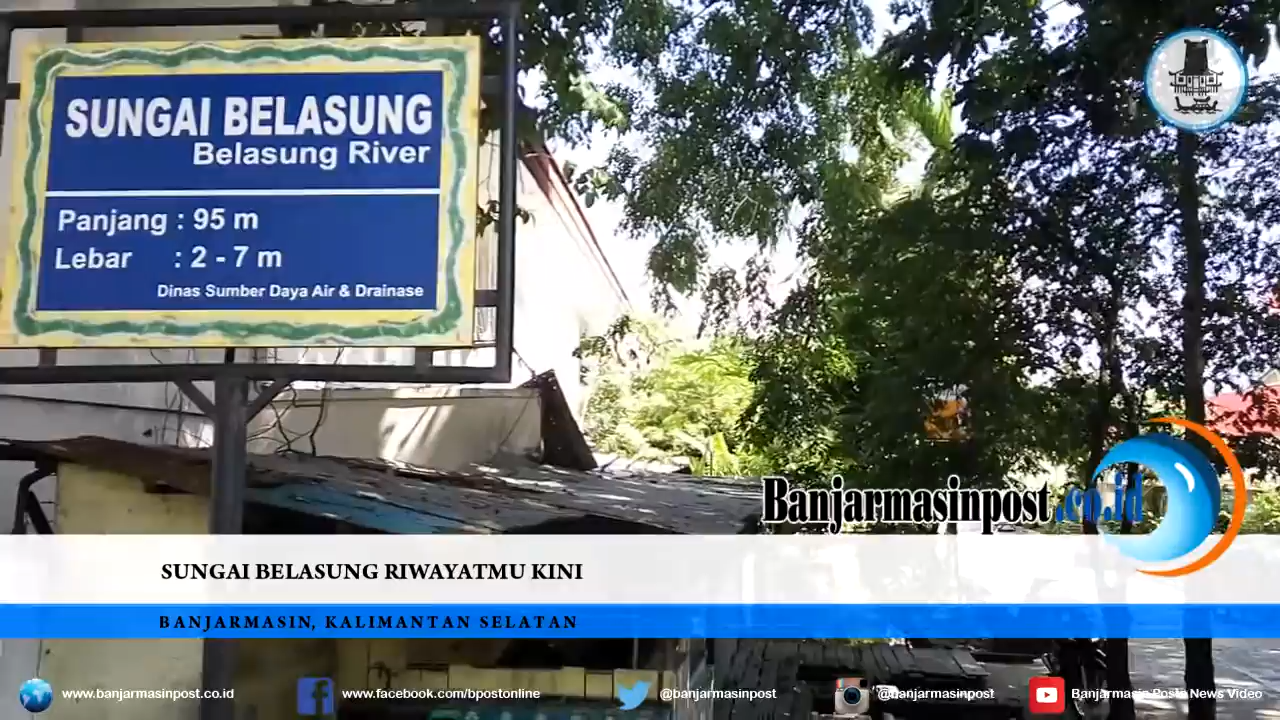 SUNGAI BELASUNG
Belasung River
Panjang : 95 m
Lebar : 2 - 7 m
Dinas Sumber Daya Air & Drainase
Banjarmasinpost.co.id
SUNGAI BELASUNG RIWAYATMU KINI
BANJARMASIN, KALIMANTAN SELATAN
www.banjarmasinpost.co.id
www.facebook.com/bpostonline
@banjarmasinpost
@banjarmasinpost
Banjarmasin Posts News Video